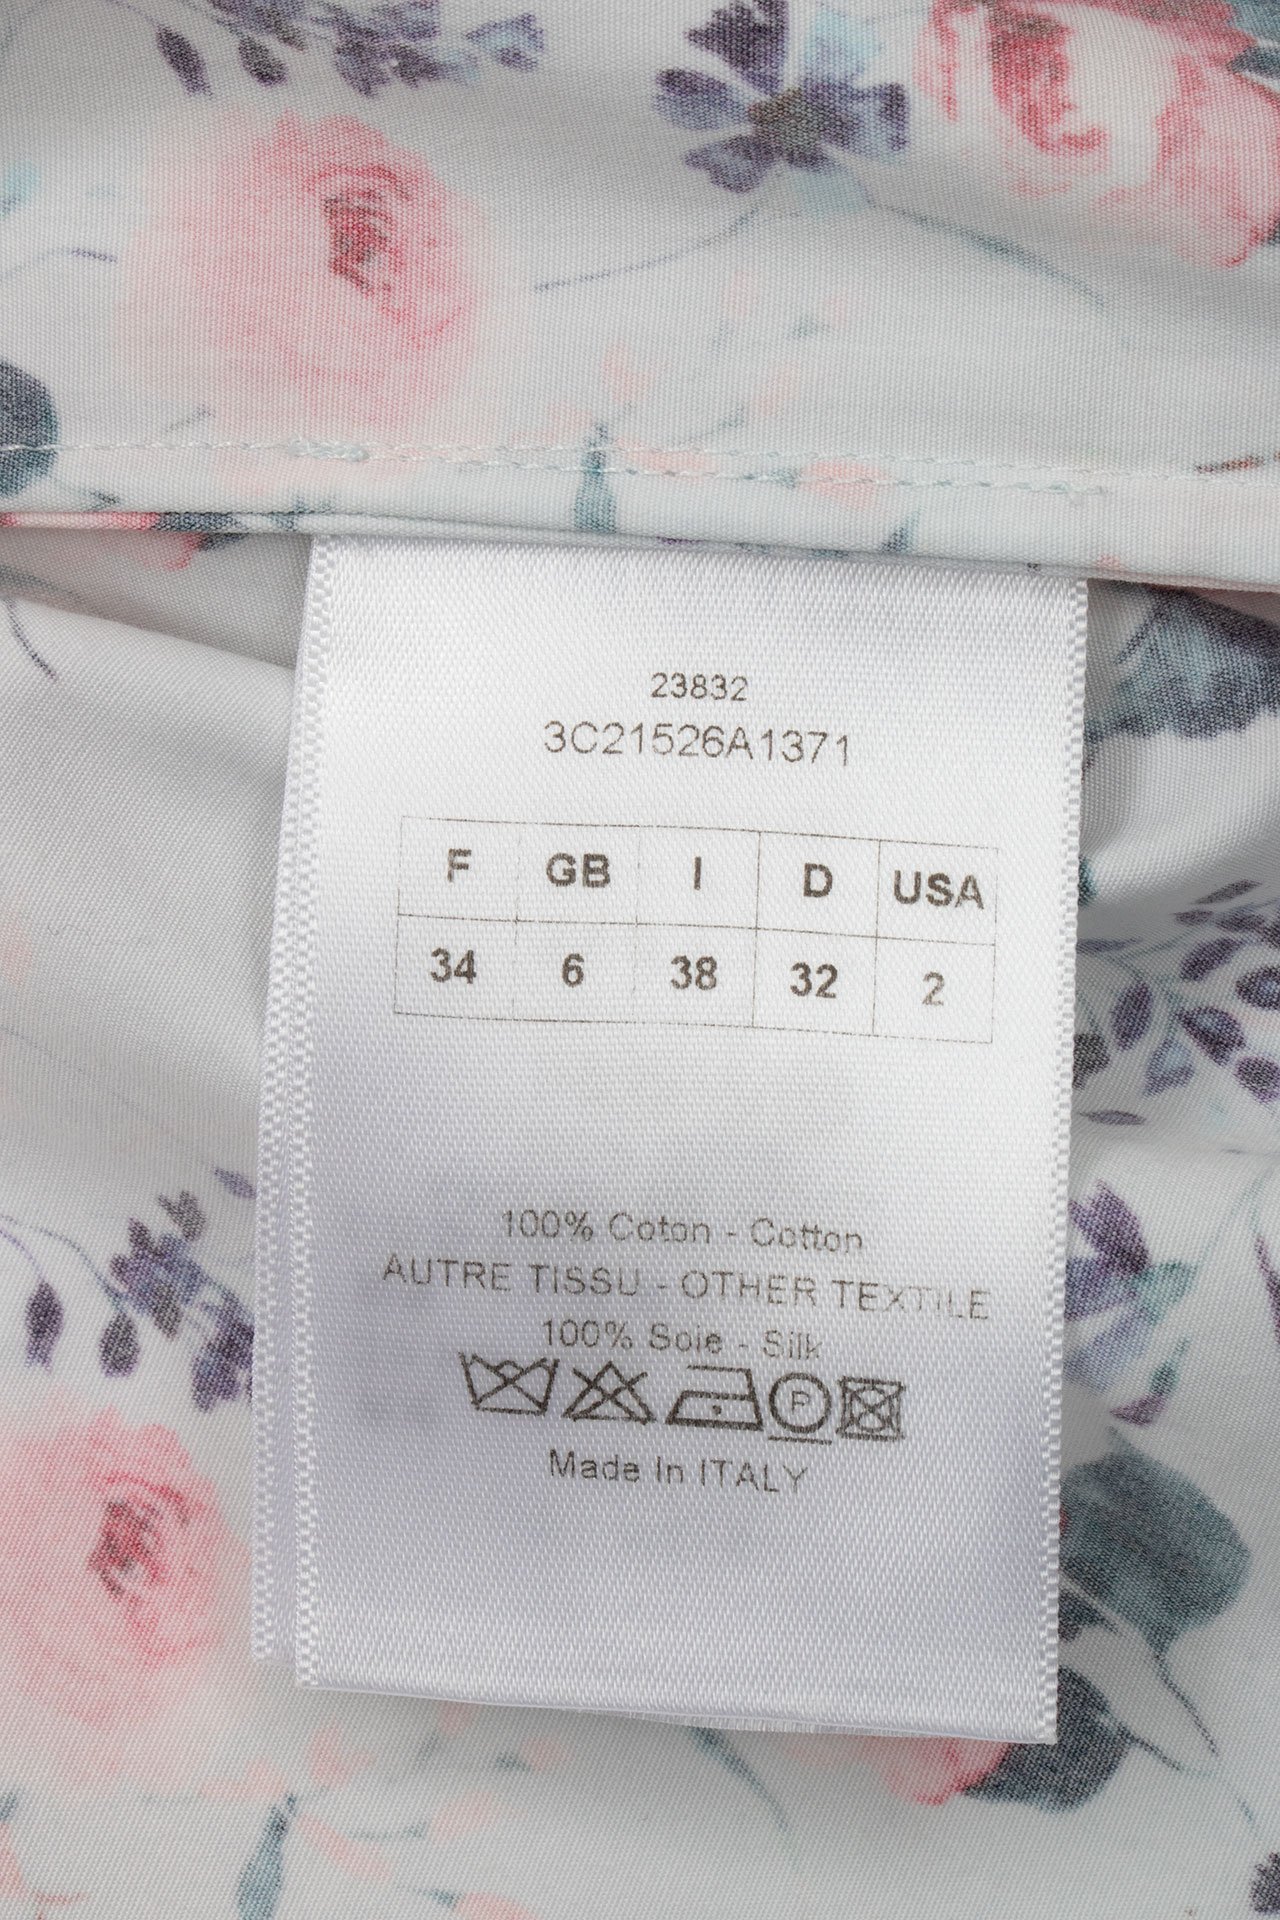 23832
3C21526A1371
F GB I D USA
34 6 38 32 2
100% Coton - Cotton
AUTRE TISSU - OTHER TEXTILE
100% Soie - Silk
P
Made In ITALY